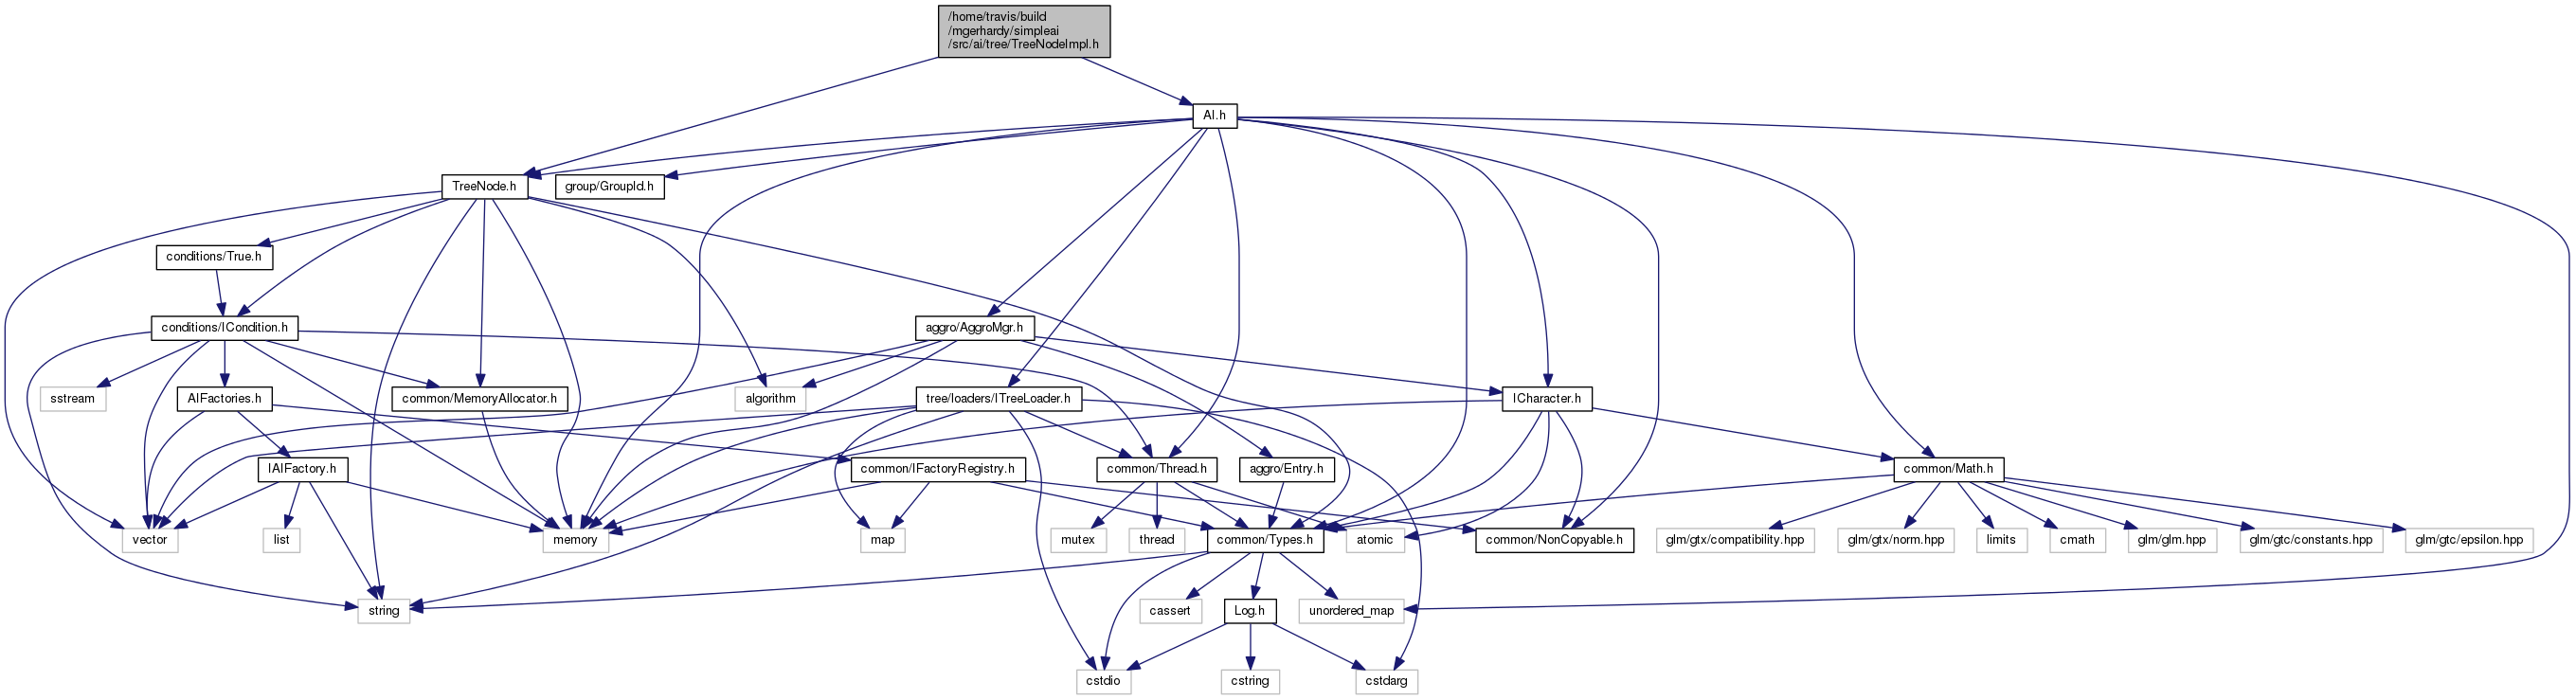 /home/travis/build
/mgerhardy/simpleai
/src/ai/tree/TreeNodeImpl.h
AI.h
TreeNode.h
group/GroupId.h
conditions/True.h
conditions/ICondition.h
aggro/AggroMgr.h
sstream
AIFactories.h
common/MemoryAllocator.h
algorithm
tree/loaders/ITreeLoader.h
ICharacter.h
IAIFactory.h
common/IFactoryRegistry.h
common/Thread.h
aggro/Entry.h
common/Math.h
vector
list
memory
map
mutex
thread
common/Types.h
atomic
common/NonCopyable.h
glm/gtx/compatibility.hpp
glm/gtx/norm.hpp
limits
cmath
glm/glm.hpp
glm/gtc/constants.hpp
glm/gtc/epsilon.hpp
string
cassert
Log.h
unordered_map
cstdio
cstring
cstdarg